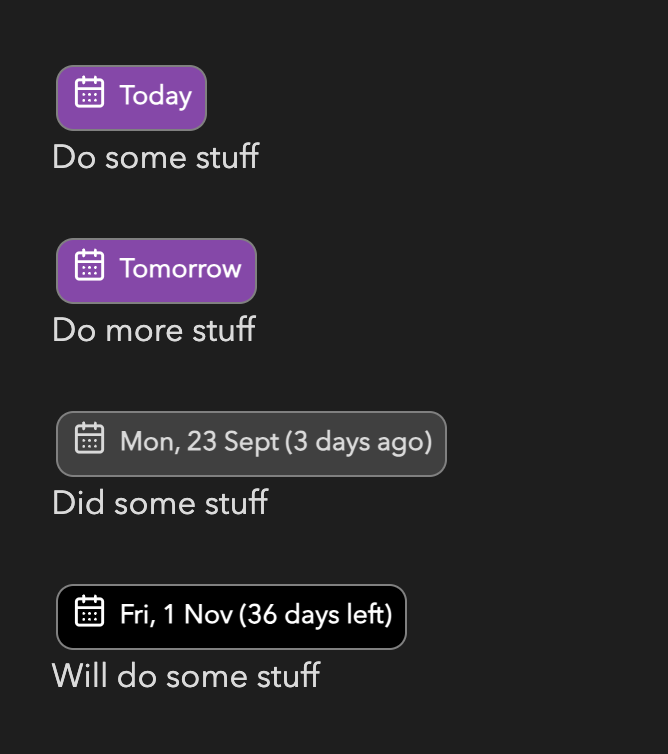 Today
Do some stuff
Tomorrow
Do more stuff
Mon, 23 Sept (3 days ago)
Did some stuff
Fri, 1 Nov (36 days left)
Will do some stuff